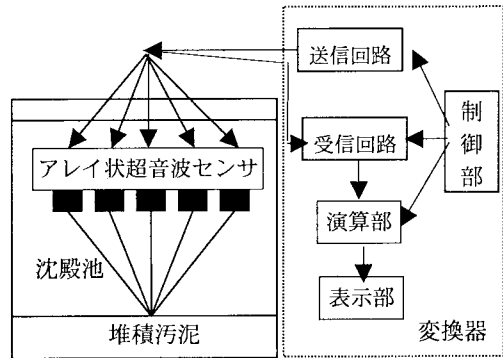 送信回路
制御部
受信回路
アレイ状超音波センサ
演算部
沈殿池
表示部
堆積汚泥
変換器